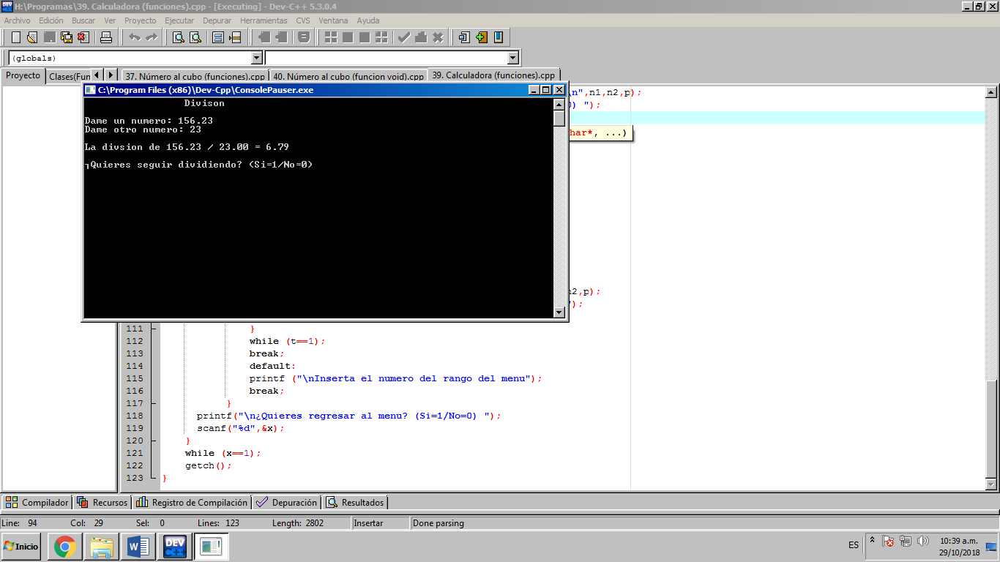 H:\Programas\39. Calculadora (funciones).cpp - [Executing] - Dev-C++ 5.3.0.4
Archivo Edición Buscar Ver Proyecto Ejecutar Depurar Herramientas CVS Ventana Ayuda
(globals)
Proyecto Clases(Fun 37. Número al cubo (funciones).cpp 40. Número al cubo (funcion void).cpp 39. Calculadora (funciones).cpp
C:\Program Files (x86)\Dev-Cpp\ConsolePauser.exe
Divison
Dame un numero: 156.23
Dame otro numero: 23
La divsion de 156.23 / 23.00 = 6.79
┐Quieres seguir dividiendo? (Si=1/No=0)
\n",n1,n2,p);
) ");
har*, ...)
n2,p);
");
111 }
112 while (t==1);
113 break;
114 default:
115 printf ("\nInserta el numero del rango del menu");
116 break;
117 }
118 printf("\n¿Quieres regresar al menu? (Si=1/No=0) ");
119 scanf("%d",&x);
120 }
121 while (x==1);
122 getch();
123 }
Compilador Recursos Registro de Compilación Depuración Resultados
Line: 94 Col: 29 Sel: 0 Lines: 123 Length: 2802 Insertar Done parsing
Inicio DEV C++ ES 10:39 a.m.
29/10/2018